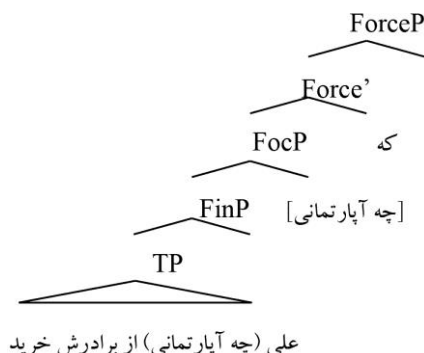 ForceP
Force’
FocP
که
FinP
[چه آپارتمانی]
TP
علی (چه آپارتمانی) از برادرش خرید